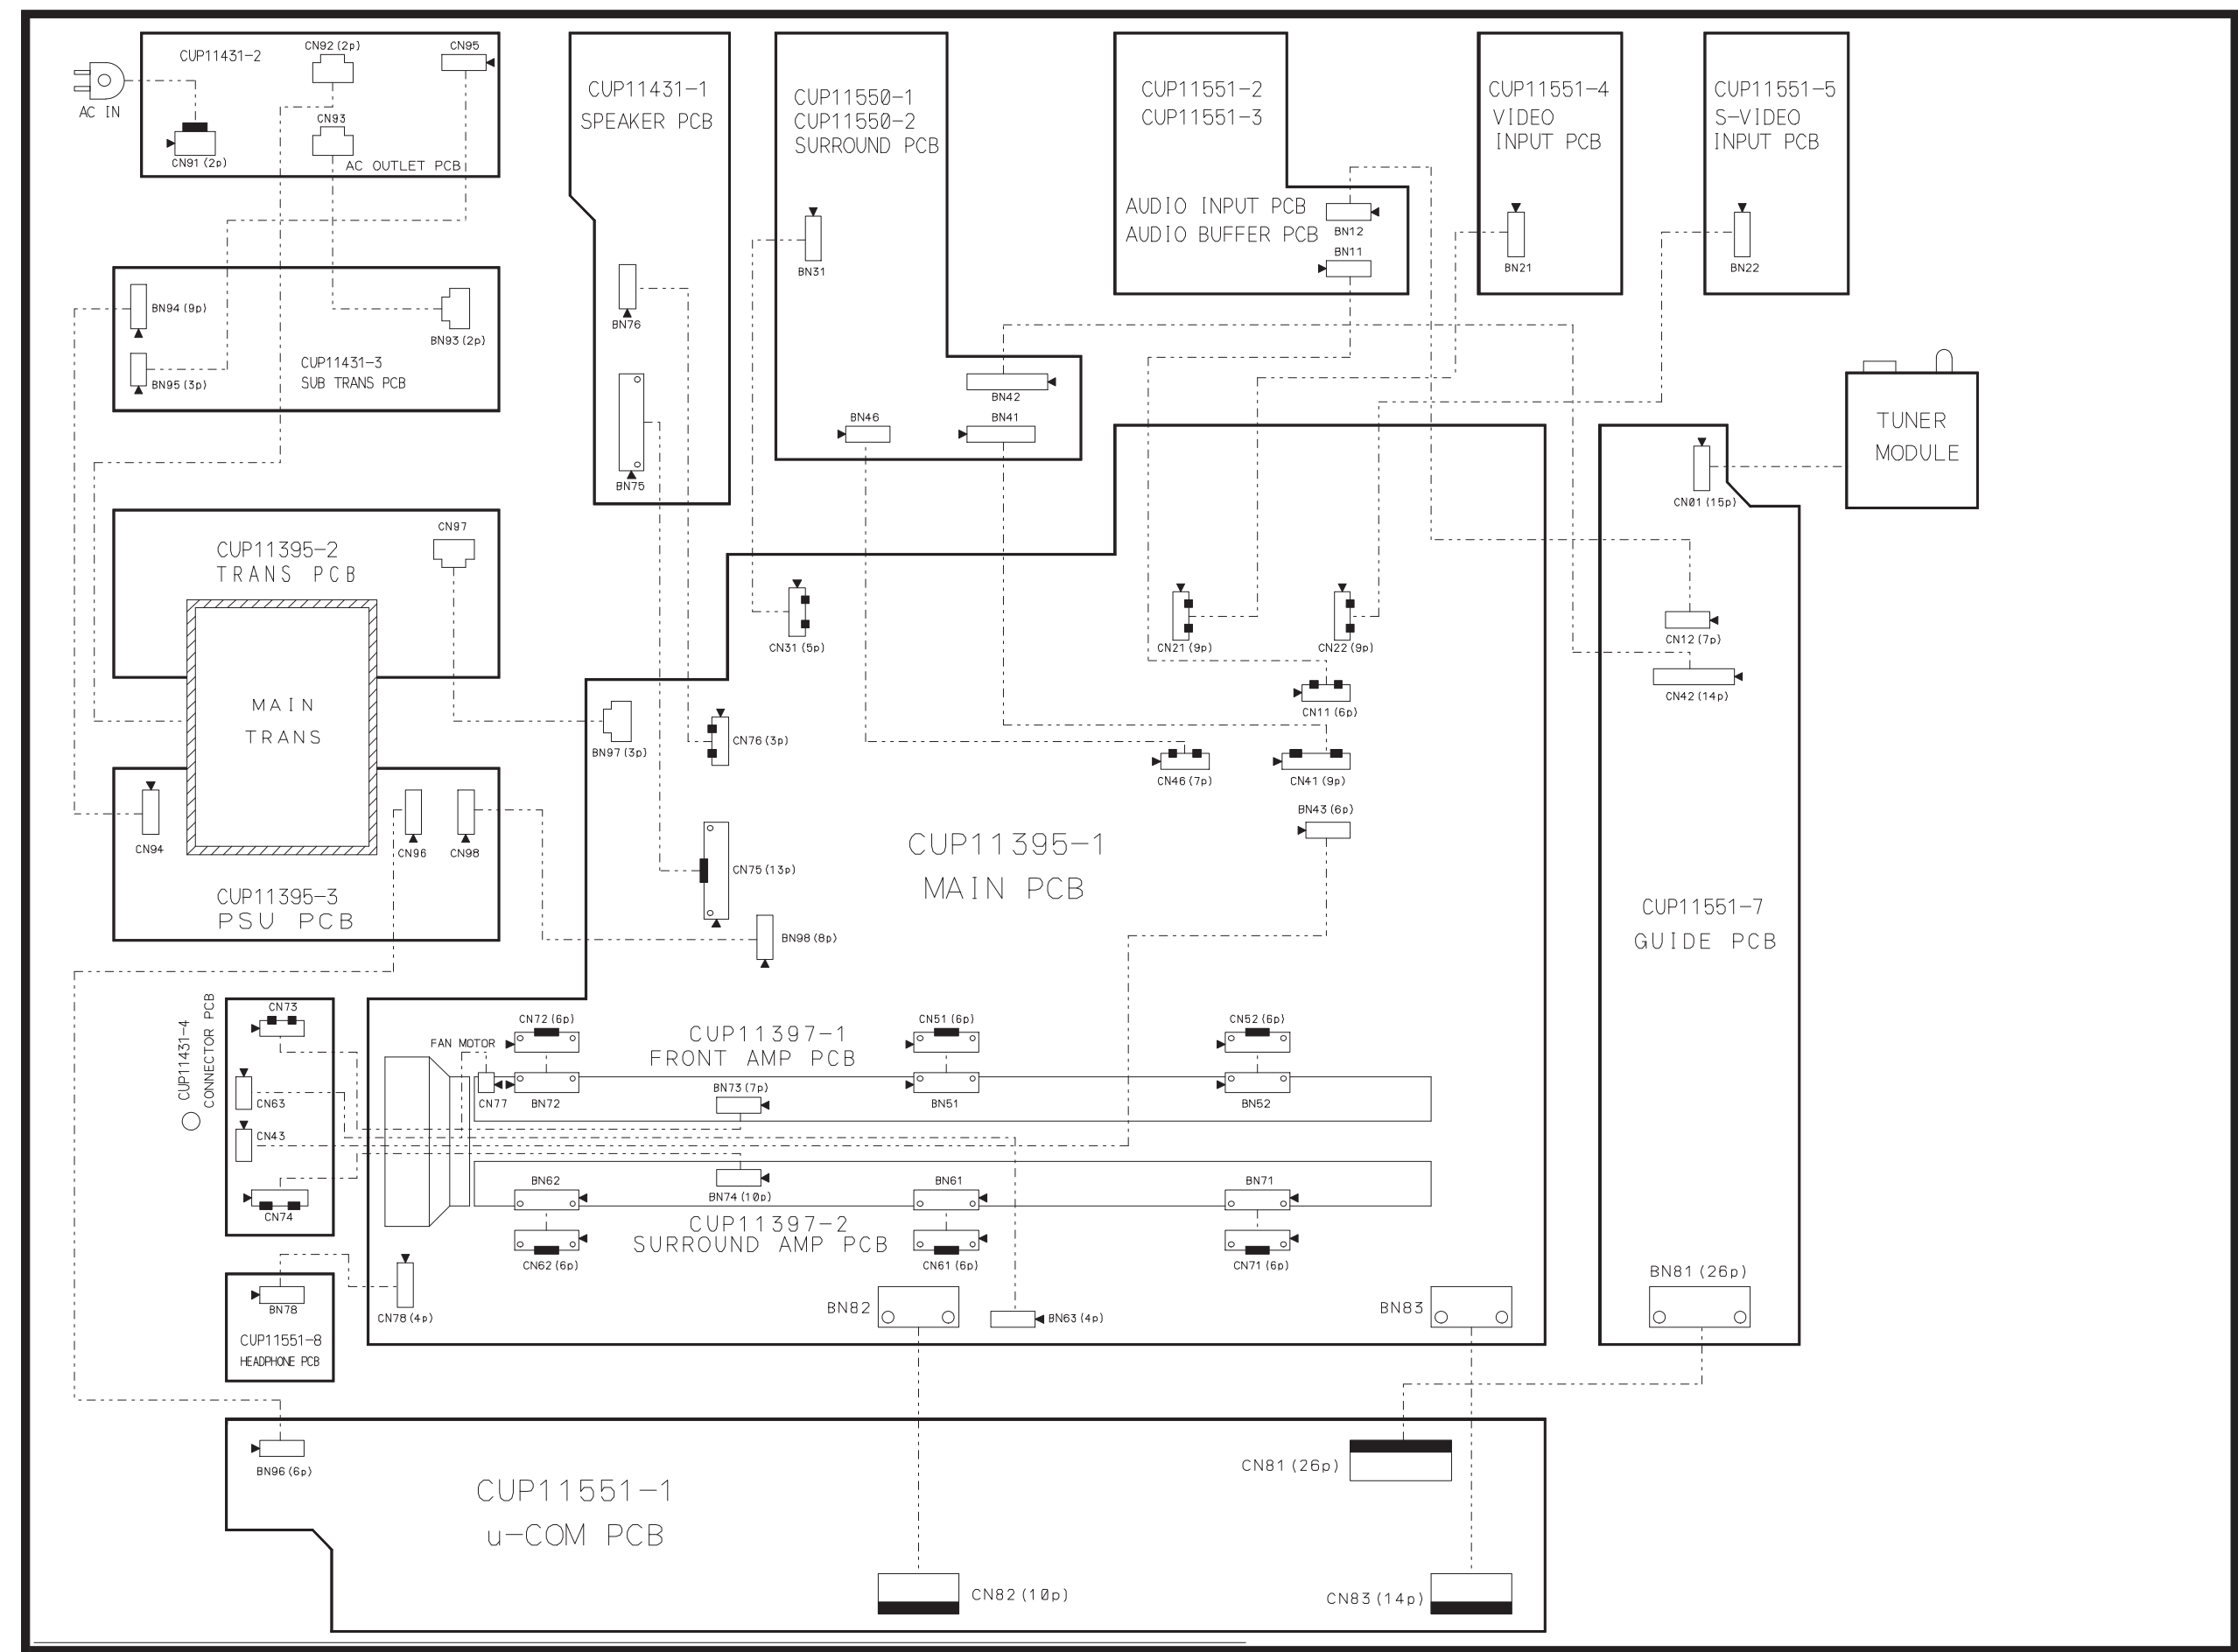 CUP11431-2
CN92 (2p)
CN95
AC IN
CN93
CN91 (2p)
AC OUTLET PCB
CUP11431-1
SPEAKER PCB
BN76
BN75
CUP11550-1
CUP11550-2
SURROUND PCB
BN31
BN42
BN46
BN41
CUP11551-2
CUP11551-3
AUDIO INPUT PCB
AUDIO BUFFER PCB
BN12
BN11
CUP11551-4
VIDEO
INPUT PCB
BN21
CUP11551-5
S-VIDEO
INPUT PCB
BN22
BN94 (9p)
BN93 (2p)
CUP11431-3
SUB TRANS PCB
BN95 (3p)
TUNER
MODULE
CN01 (15p)
CN12 (7p)
CN42 (14p)
CUP11551-7
GUIDE PCB
BN81 (26p)
CN97
CUP11395-2
TRANS PCB
MAIN
TRANS
CN94
CN96
CN98
CUP11395-3
PSU PCB
CN31 (5p)
CN21 (9p)
CN22 (9p)
CN11 (6p)
BN97 (3p)
CN76 (3p)
CN46 (7p)
CN41 (9p)
BN43 (6p)
CUP11395-1
MAIN PCB
CN75 (13p)
BN98 (8p)
CUP11431-4
CONNECTOR PCB
CN73
CN63
CN43
CN74
CN72 (6p)
CUP11397-1
FRONT AMP PCB
CN51 (6p)
CN52 (6p)
FAN MOTOR
CN77
BN72
BN73 (7p)
BN51
BN52
BN62
BN74 (10p)
BN61
BN71
CUP11397-2
SURROUND AMP PCB
CN62 (6p)
CN61 (6p)
CN71 (6p)
BN78
CUP11551-8
HEADPHONE PCB
CN78 (4p)
BN82
BN63 (4p)
BN83
BN96 (6p)
CUP11551-1
u-COM PCB
CN81 (26p)
CN82 (10p)
CN83 (14p)